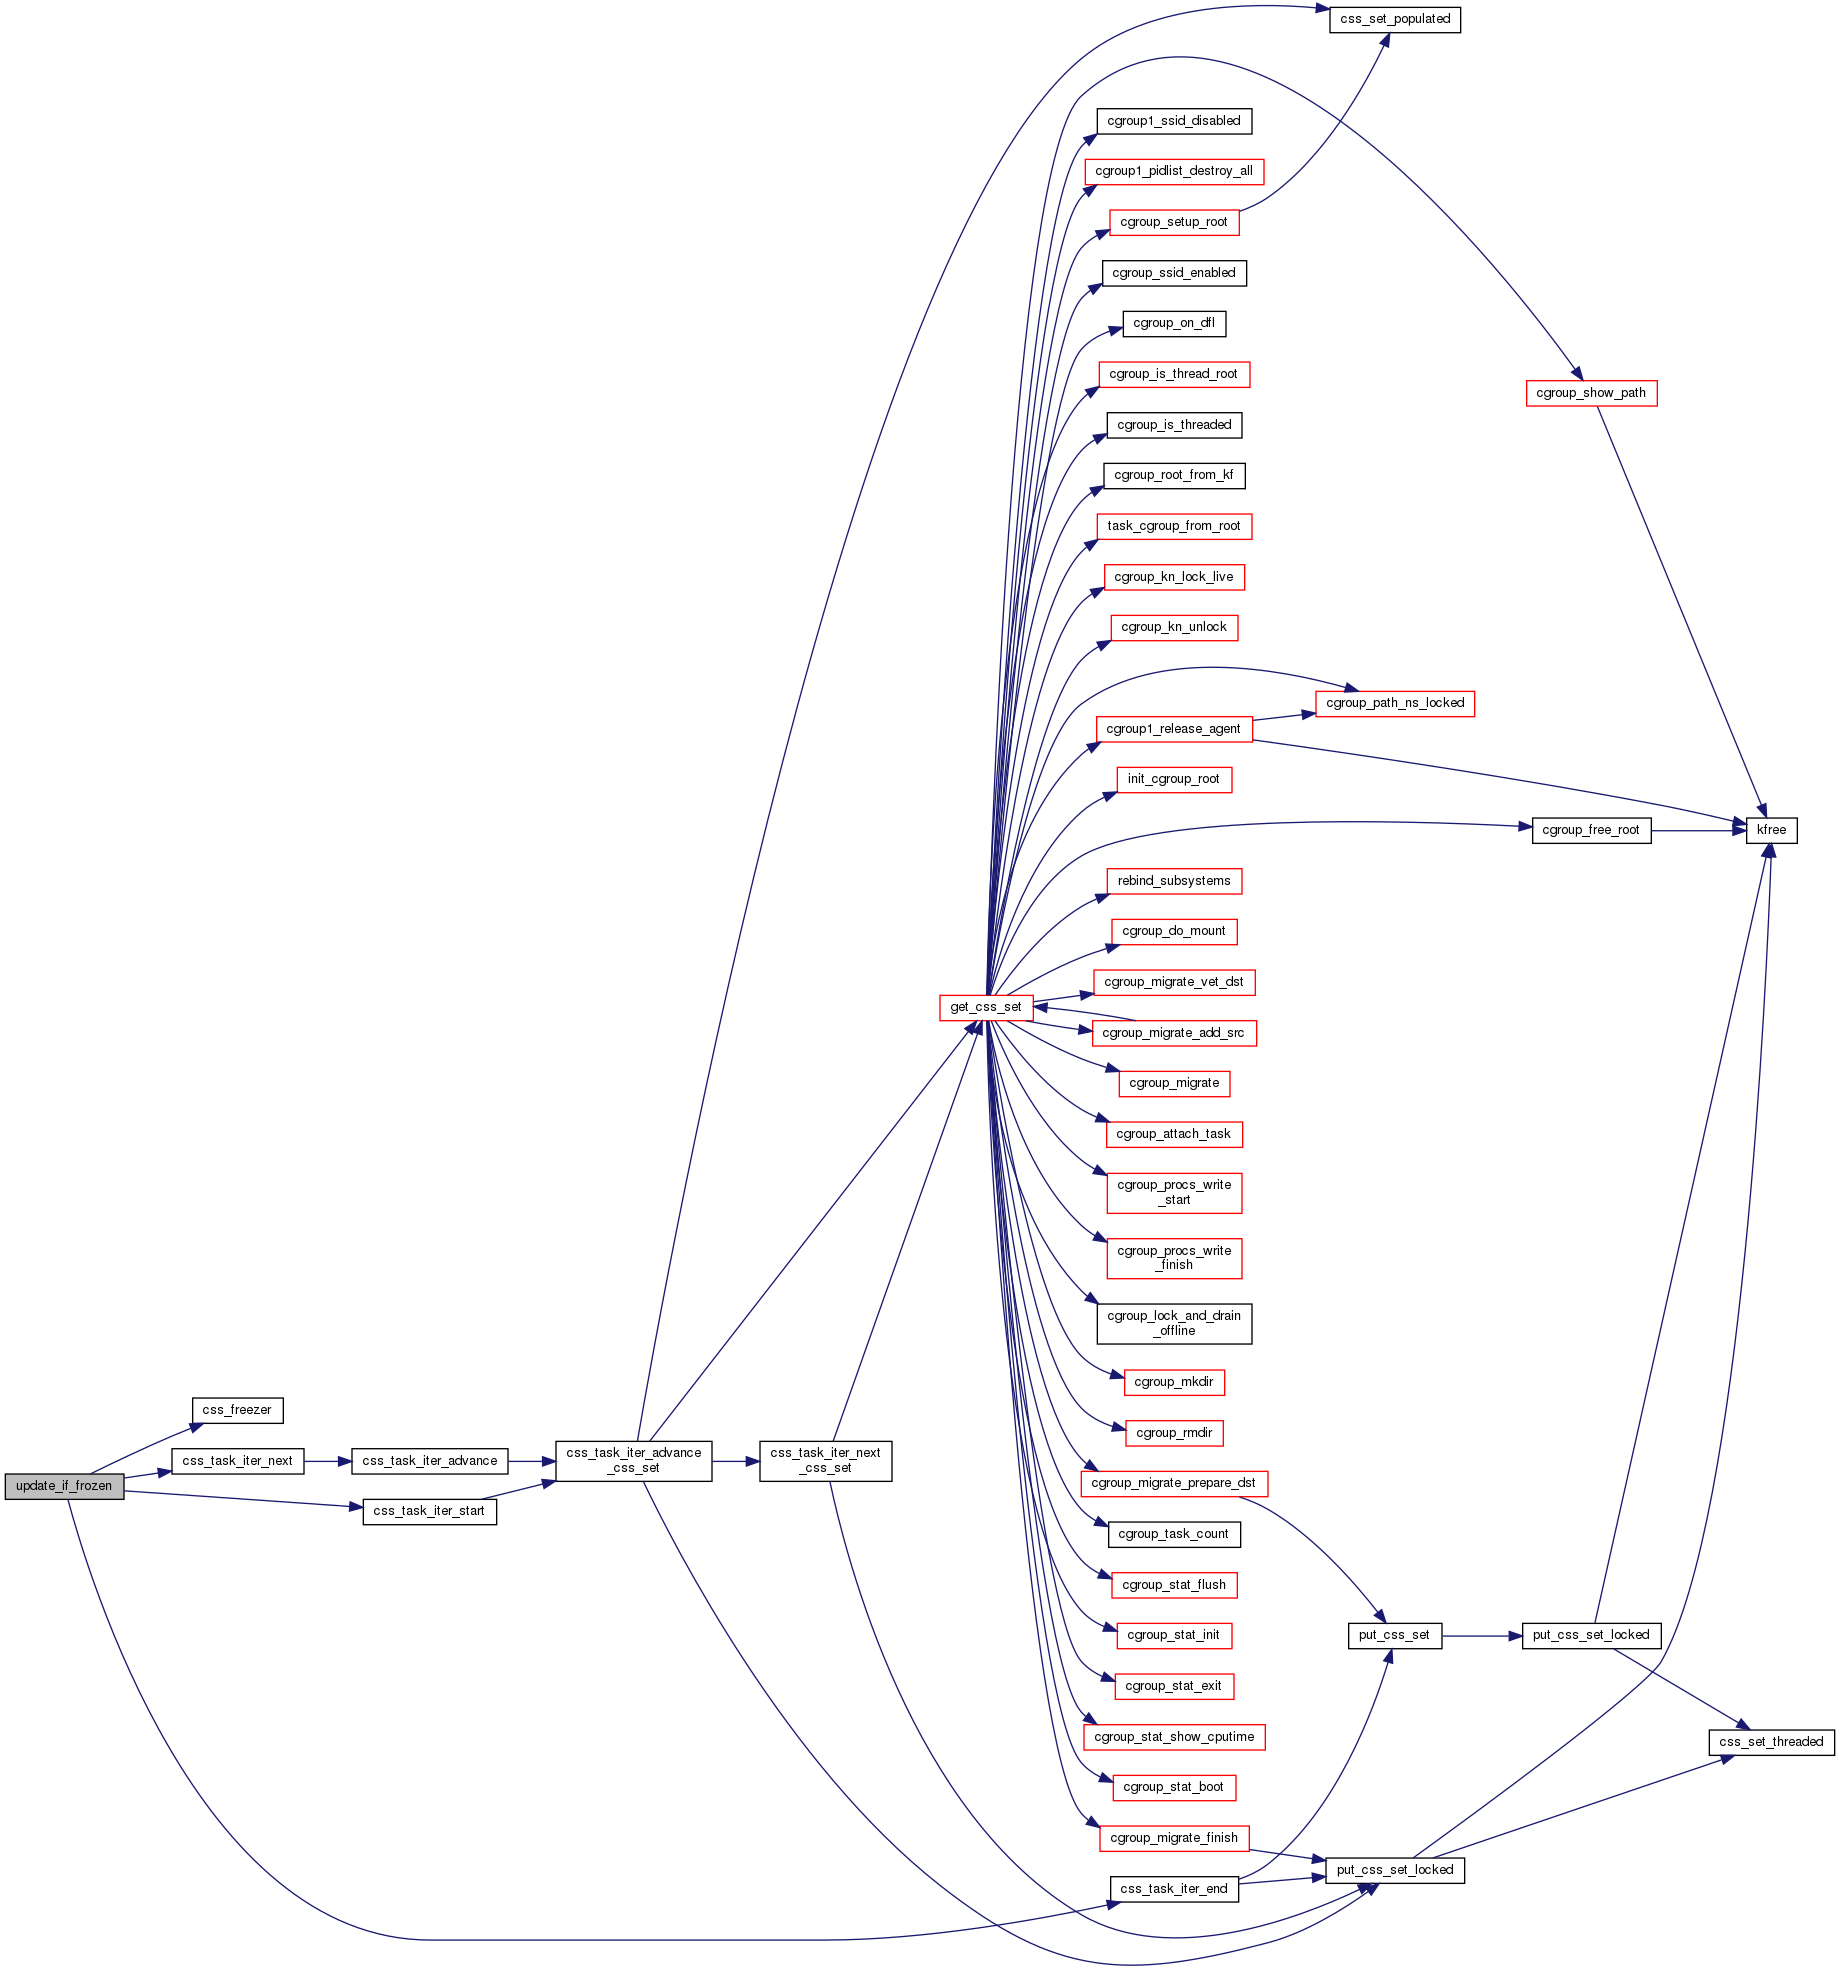 css_set_populated
cgroup1_ssid_disabled
cgroup1_pidlist_destroy_all
cgroup_setup_root
cgroup_ssid_enabled
cgroup_on_dfl
cgroup_is_thread_root
cgroup_show_path
cgroup_is_threaded
cgroup_root_from_kf
task_cgroup_from_root
cgroup_kn_lock_live
cgroup_kn_unlock
cgroup_path_ns_locked
cgroup1_release_agent
init_cgroup_root
cgroup_free_root
kfree
rebind_subsystems
cgroup_do_mount
cgroup_migrate_vet_dst
get_css_set
cgroup_migrate_add_src
cgroup_migrate
cgroup_attach_task
cgroup_procs_write
_start
cgroup_procs_write
_finish
cgroup_lock_and_drain
_offline
cgroup_mkdir
css_freezer
cgroup_rmdir
css_task_iter_next
css_task_iter_advance
css_task_iter_advance
_css_set
css_task_iter_next
_css_set
update_if_frozen
cgroup_migrate_prepare_dst
css_task_iter_start
cgroup_task_count
cgroup_stat_flush
cgroup_stat_init
put_css_set
put_css_set_locked
cgroup_stat_exit
cgroup_stat_show_cputime
css_set_threaded
cgroup_stat_boot
cgroup_migrate_finish
put_css_set_locked
css_task_iter_end